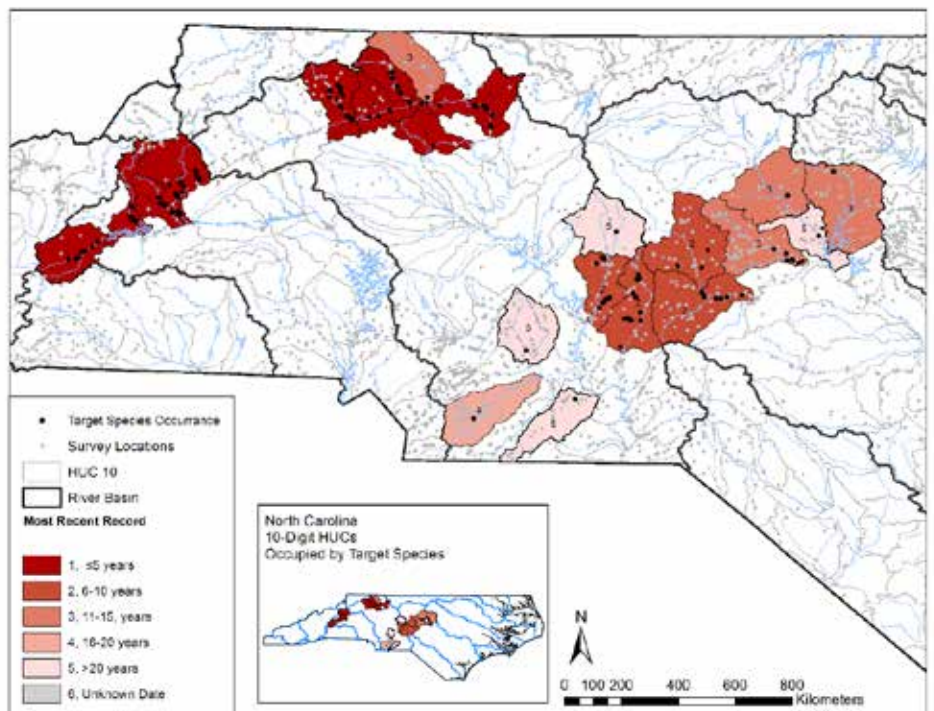 Target Species Occurrance
Survey Locations
HUC 10
River Basin
Most Recent Record
1, ≤5 years
2, 6-10 years
3, 11-15, years
4, 16-20 years
5, >20 years
6, Unknown Date
North Carolina
10-Digit HUCs
Occupied by Target Species
N
0 100 200 400 600 800
Kilometers